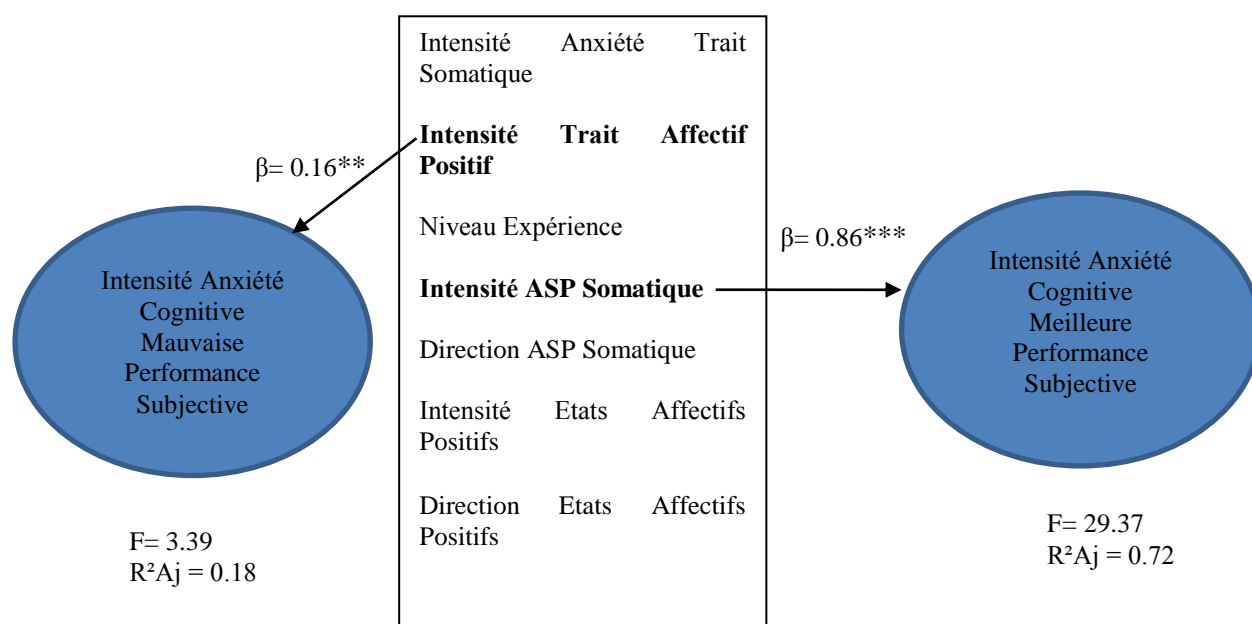 Intensité Anxiété Trait
Somatique
Intensité Trait Affectif
Positif
Niveau Expérience
Intensité ASP Somatique
Direction ASP Somatique
Intensité Etats Affectifs
Positifs
Direction Etats Affectifs
Positifs
β= 0.16**
Intensité Anxiété
Cognitive
Mauvaise
Performance
Subjective
F= 3.39
R²Aj = 0.18
β= 0.86***
Intensité Anxiété
Cognitive
Meilleure
Performance
Subjective
F= 29.37
R²Aj = 0.72